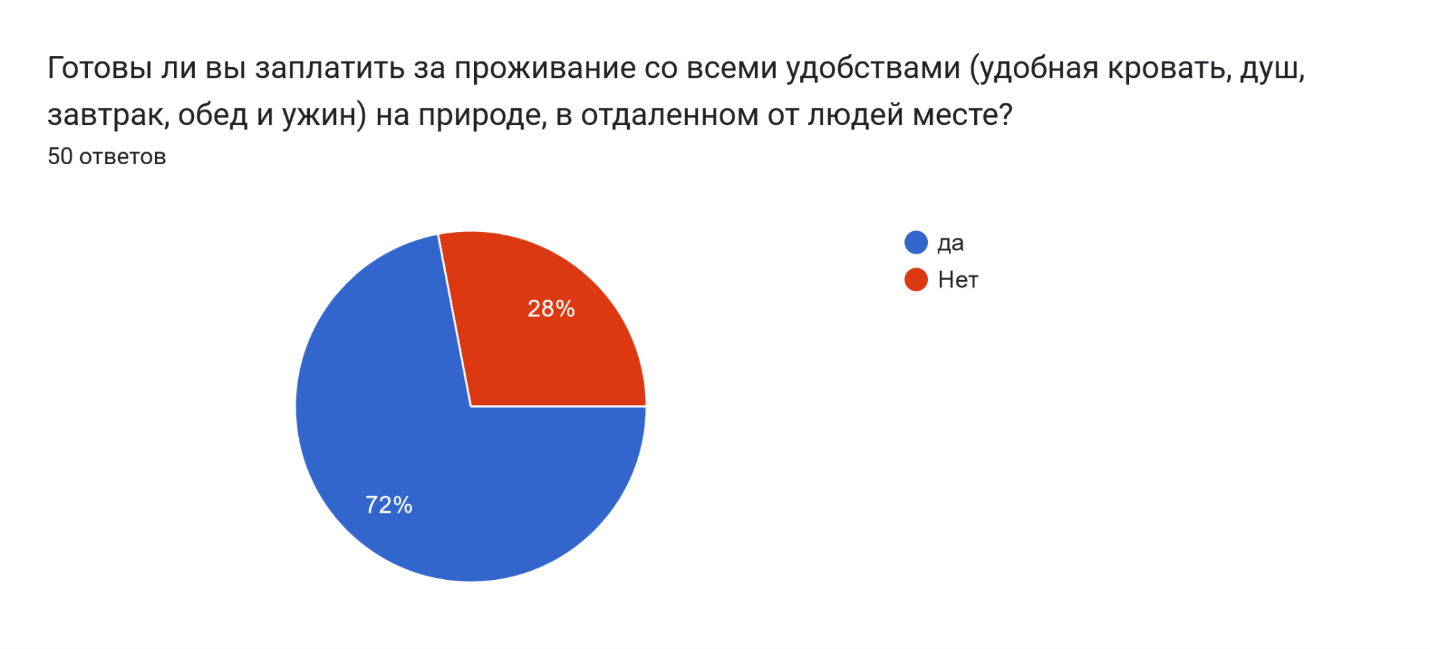 Готовы ли вы заплатить за проживание со всеми удобствами (удобная кровать, душ,
завтрак, обед и ужин) на природе, в отдаленном от людей месте?
50 ответов
да
Нет
28%
72%